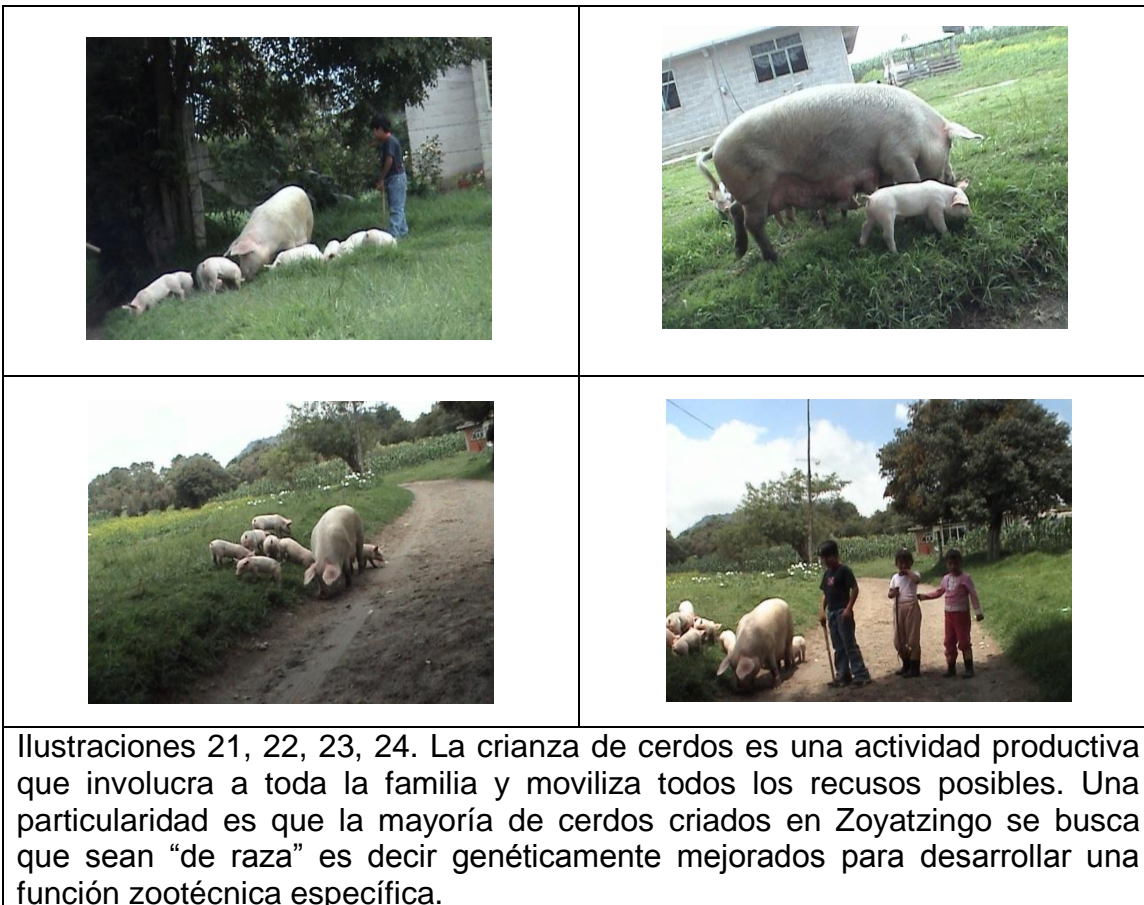 Ilustraciones 21, 22, 23, 24. La crianza de cerdos es una actividad productiva
que involucra a toda la familia y moviliza todos los recusos posibles. Una
particularidad es que la mayoría de cerdos criados en Zoyatzingo se busca
que sean “de raza” es decir genéticamente mejorados para desarrollar una
función zootécnica específica.